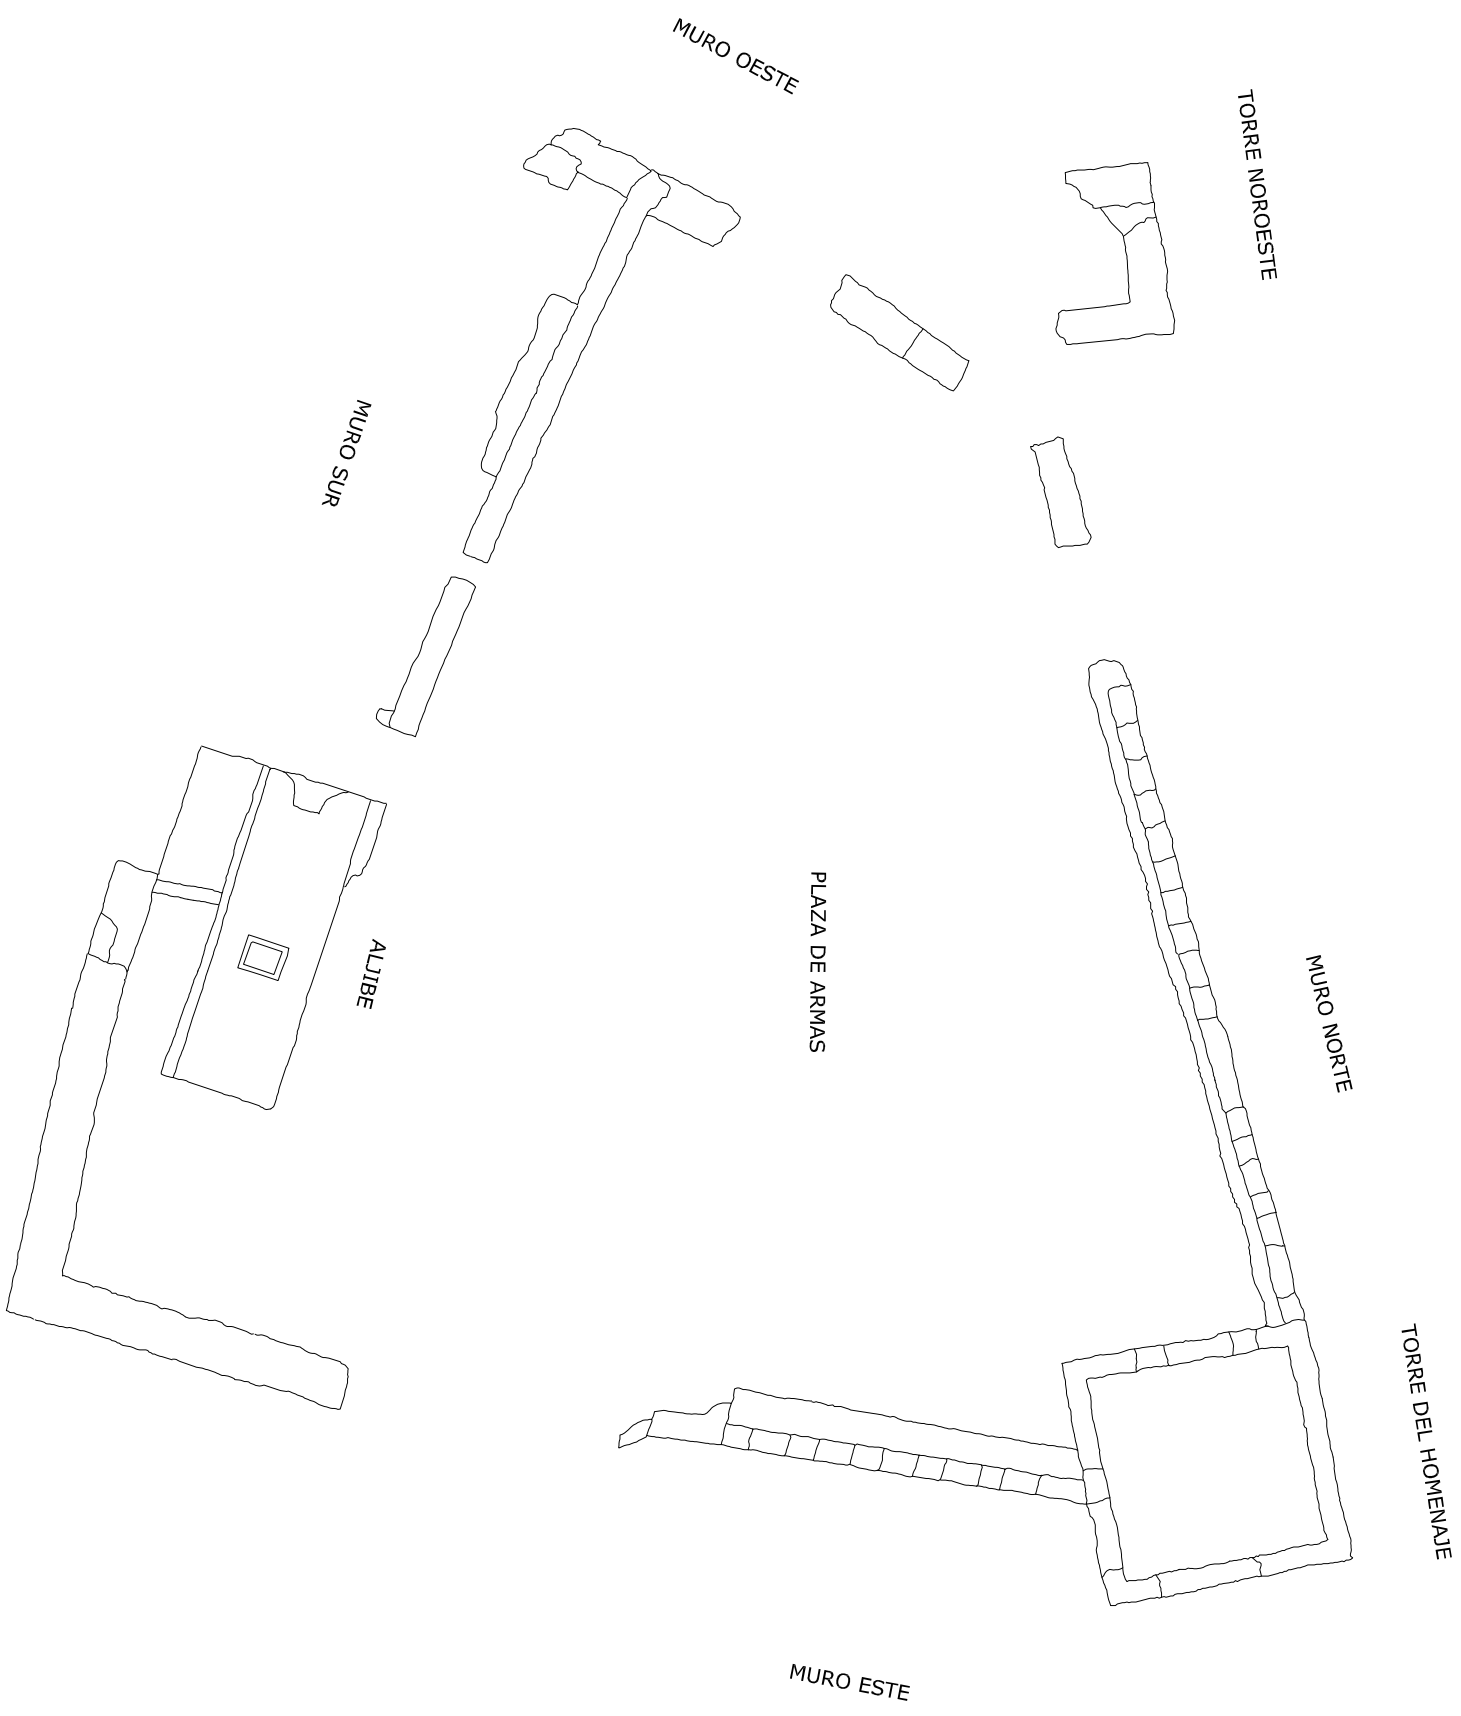 MURO OESTE
TORRE NOROESTE
MURO SUR
PLAZA DE ARMAS
ALJIBE
MURO NORTE
TORRE DEL HOMENAJE
MURO ESTE